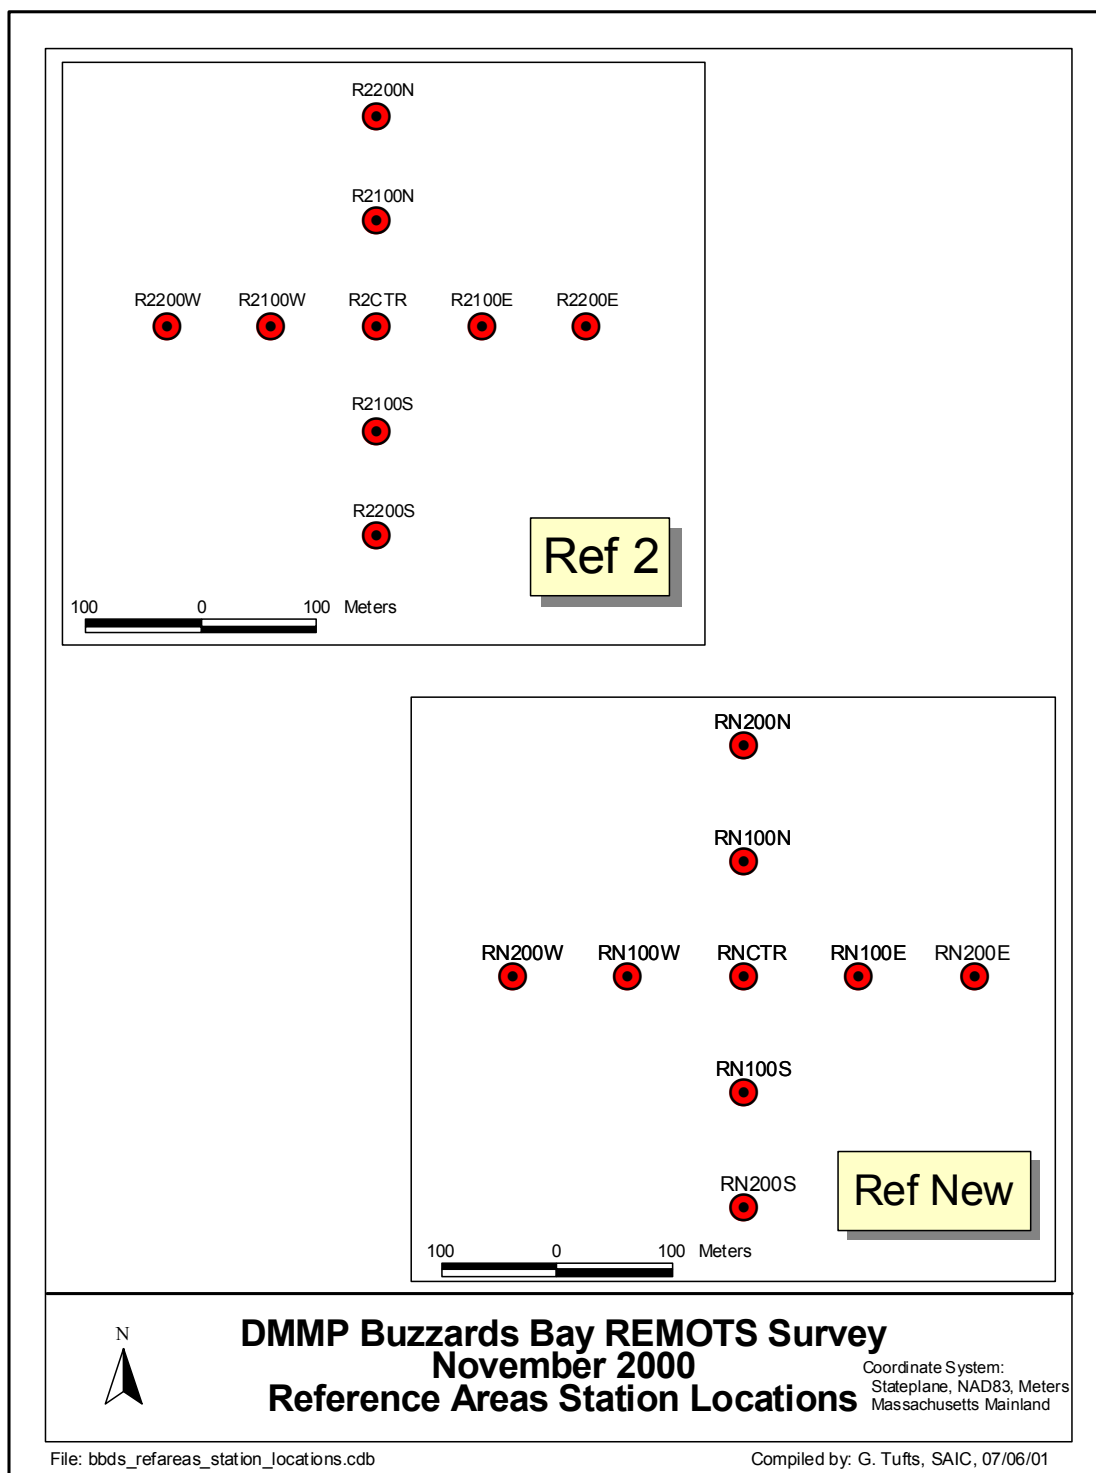 R2200N
R2100N
R2200W R2100W R2CTR R2100E R2200E
R2100S
R2200S
Ref 2
100 0 100 Meters
RN200N
RN100N
RN200W RN100W RNCTR RN100E RN200E
RN100S
RN200S
Ref New
100 0 100 Meters
N
DMMP Buzzards Bay REMOTS Survey
November 2000
Reference Areas Station Locations
Coordinate System:
Stateplane, NAD83, Meters
Massachusetts Mainland
File: bbds_refareas_station_locations.cdb
Compiled by: G. Tufts, SAIC, 07/06/01